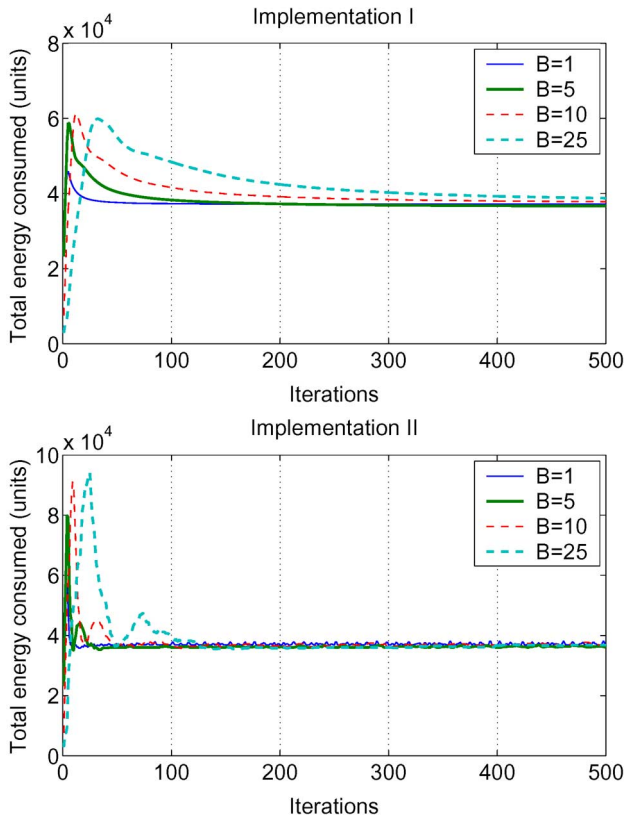 Implementation I
8 x 10^4
6
4
2
0
Total energy consumed (units)
0 100 200 300 400 500
Iterations
B=1
B=5
B=10
B=25
Implementation II
10 x 10^4
8
6
4
2
0
Total energy consumed (units)
0 100 200 300 400 500
Iterations
B=1
B=5
B=10
B=25